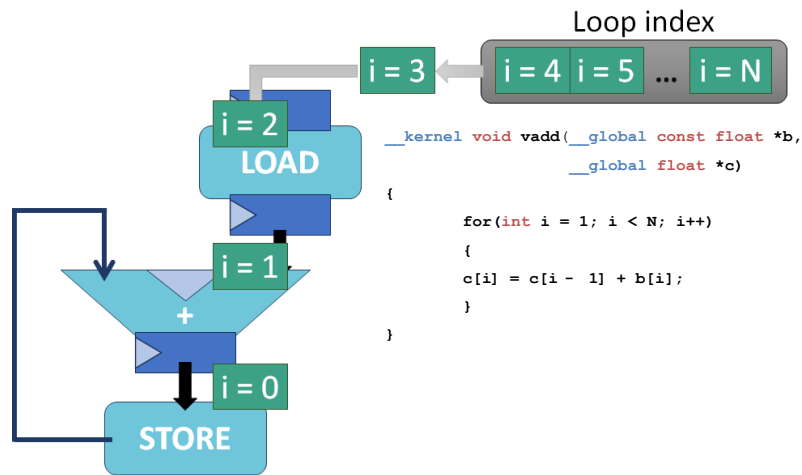 Loop index
i = 3
i = 4 i = 5 ... i = N
i = 2
LOAD
__kernel void vadd(__global const float *b,
__global float *c)
{
for(int i = 1; i < N; i++)
{
c[i] = c[i - 1] + b[i];
}
}
i = 1
+
i = 0
STORE